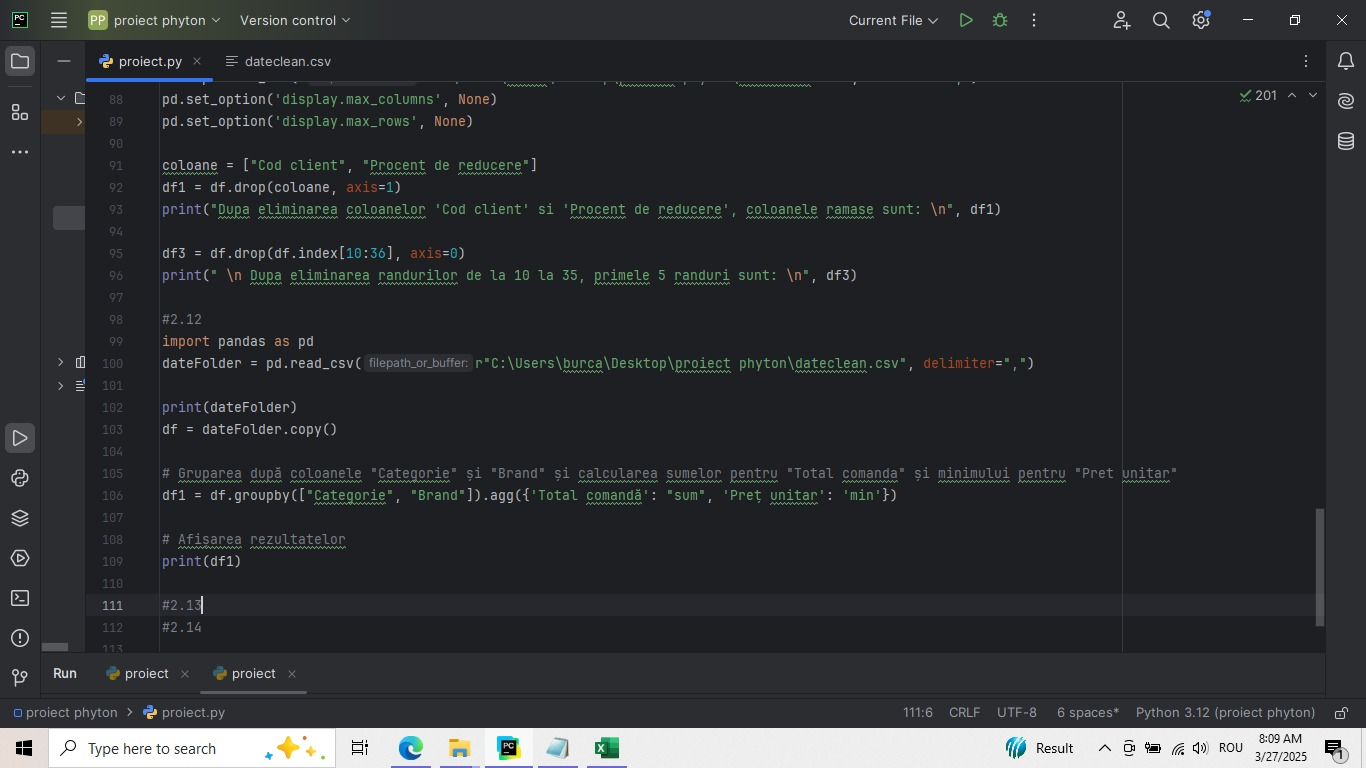 PC
PP proiect phyton
Version control
Current File
proiect.py
dateclean.csv
201
88 pd.set_option('display.max_columns', None)
89 pd.set_option('display.max_rows', None)
90
91 coloane = ["Cod client", "Procent de reducere"]
92 df1 = df.drop(coloane, axis=1)
93 print("Dupa eliminarea coloanelor 'Cod client' si 'Procent de reducere', coloanele ramase sunt: \n", df1)
94
95 df3 = df.drop(df.index[10:36], axis=0)
96 print(" \n Dupa eliminarea randurilor de la 10 la 35, primele 5 randuri sunt: \n", df3)
97
98 #2.12
99 import pandas as pd
100 dateFolder = pd.read_csv( filepath_or_buffer: r"C:\Users\burca\Desktop\proiect phyton\dateclean.csv", delimiter=",")
101
102 print(dateFolder)
103 df = dateFolder.copy()
104
105 # Gruparea după coloanele "Categorie" și "Brand" și calcularea sumelor pentru "Total comanda" și minimului pentru "Pret unitar"
106 df1 = df.groupby(["Categorie", "Brand"]).agg({'Total comandă': "sum", 'Preț unitar': 'min'})
107
108 # Afișarea rezultatelor
109 print(df1)
110
111 #2.13
112 #2.14
113
Run
proiect
proiect
proiect phyton > proiect.py
111:6
CRLF
UTF-8
6 spaces*
Python 3.12 (proiect phyton)
Type here to search
PC
Result
ROU
8:09 AM
3/27/2025
1